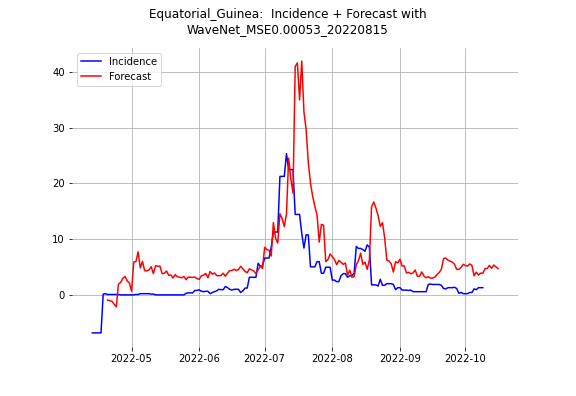 Equatorial_Guinea:  Incidence + Forecast with
WaveNet_MSE0.00053_20220815
Incidence
Forecast
40
30
20
10
0
2022-05 2022-06 2022-07 2022-08 2022-09 2022-10